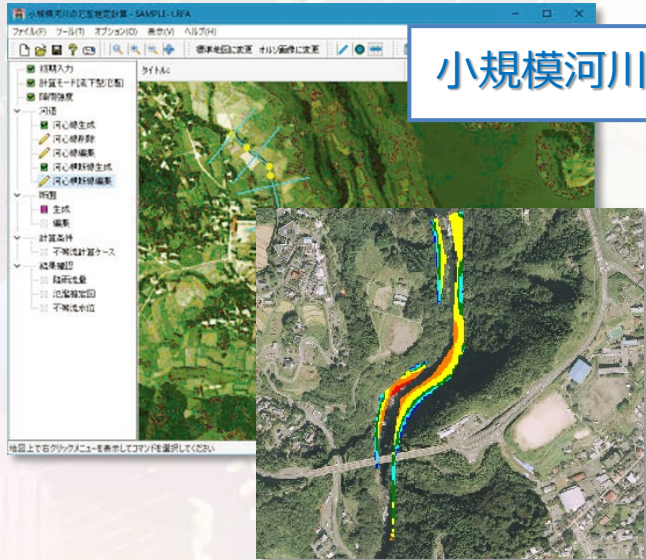 小規模河川の氾濫推定計算 - SAMPLE-LRFA
ファイル(F) ツール(T) オプション(O) 表示(V) ヘルプ(H)
標準地図に変更 オルソ画像に変更
小規模河川
初期入力
計算モード[流下型氾濫]
降雨強度
河道
河心線生成
河心線削除
河心線編集
河心横断線生成
河心横断線編集
断面
生成
編集
計算条件
不等流計算ケース
結果確認
降雨流量
氾濫推定図
不等流水位
タイトル:
地図上で右クリックメニューを表示してコマンドを選択してください